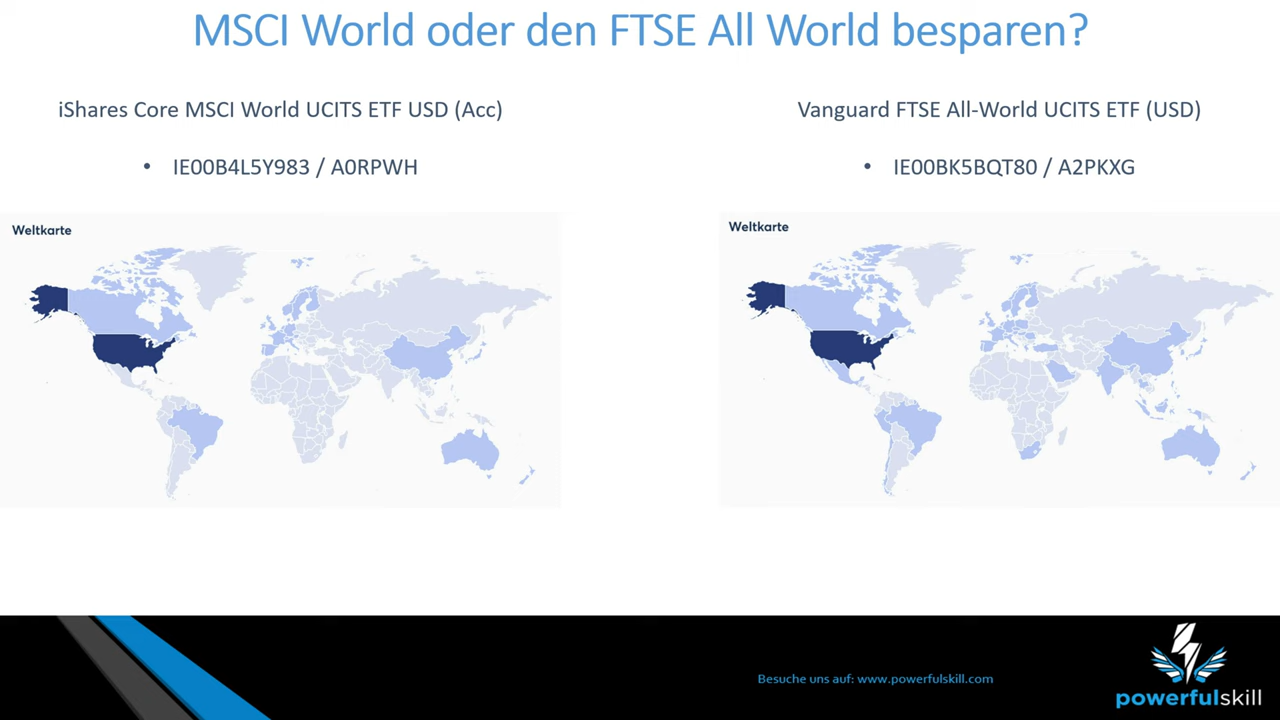 MSCI World oder den FTSE All World besparen?
iShares Core MSCI World UCITS ETF USD (Acc)
• IE00B4L5Y983 / A0RPWH
Weltkarte
Vanguard FTSE All-World UCITS ETF (USD)
• IE00BK5BQT80 / A2PKXG
Weltkarte
Besuche uns auf: www.powerfulskill.com
powerfulskill